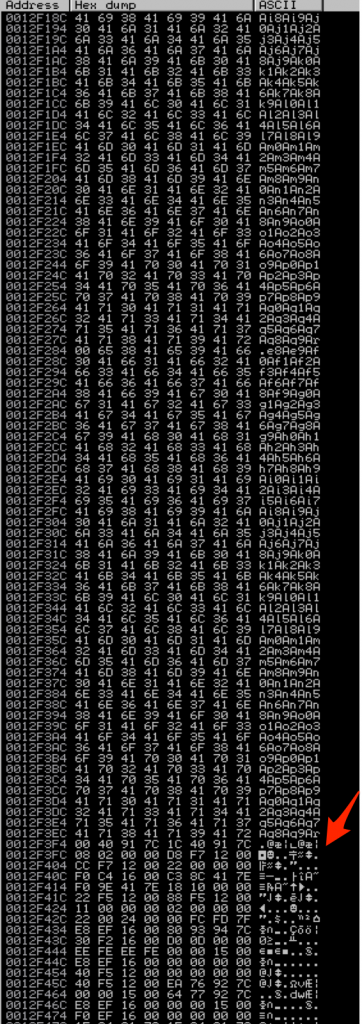 Address Hex dump ASCII
0012F18C 41 69 38 41 69 39 41 6A Ai8Ai9Aj
0012F194 30 41 6A 31 41 6A 32 41 0Aj1Aj2A
0012F19C 6A 33 41 6A 34 41 6A 35 j3Aj4Aj5
0012F1A4 41 6A 36 41 6A 37 41 6A Aj6Aj7Aj
0012F1AC 38 41 6A 39 41 6B 30 41 8Aj9Ak0A
0012F1B4 6B 31 41 6B 32 41 6B 33 k1Ak2Ak3
0012F1BC 41 6B 34 41 6B 35 41 6B Ak4Ak5Ak
0012F1C4 36 41 6B 37 41 6B 38 41 6Ak7Ak8A
0012F1CC 6B 39 41 6C 30 41 6C 31 k9Al0Al1
0012F1D4 41 6C 32 41 6C 33 41 6C Al2Al3Al
0012F1DC 34 41 6C 35 41 6C 36 41 4Al5Al6A
0012F1E4 6C 37 41 6C 38 41 6C 39 l7Al8Al9
0012F1EC 41 6D 30 41 6D 31 41 6D Am0Am1Am
0012F1F4 32 41 6D 33 41 6D 34 41 2Am3Am4A
0012F1FC 6D 35 41 6D 36 41 6D 37 m5Am6Am7
0012F204 41 6D 38 41 6D 39 41 6E Am8Am9An
0012F20C 30 41 6E 31 41 6E 32 41 0An1An2A
0012F214 6E 33 41 6E 34 41 6E 35 n3An4An5
0012F21C 41 6E 36 41 6E 37 41 6E An6An7An
0012F224 38 41 6E 39 41 6F 30 41 8An9Ao0A
0012F22C 6F 31 41 6F 32 41 6F 33 o1Ao2Ao3
0012F234 41 6F 34 41 6F 35 41 6F Ao4Ao5Ao
0012F23C 36 41 6F 37 41 6F 38 41 6Ao7Ao8A
0012F244 6F 39 41 70 30 41 70 31 o9Ap0Ap1
0012F24C 41 70 32 41 70 33 41 70 Ap2Ap3Ap
0012F254 34 41 70 35 41 70 36 41 4Ap5Ap6A
0012F25C 70 37 41 70 38 41 70 39 p7Ap8Ap9
0012F264 41 71 30 41 71 31 41 71 Aq0Aq1Aq
0012F26C 32 41 71 33 41 71 34 41 2Aq3Aq4A
0012F274 71 35 41 71 36 41 71 37 q5Aq6Aq7
0012F27C 41 71 38 41 71 39 41 72 Aq8Aq9Ar
0012F284 00 65 38 41 65 39 41 66 .e8Ae9Af
0012F28C 30 41 66 31 41 66 32 41 0Af1Af2A
0012F294 66 33 41 66 34 41 66 35 f3Af4Af5
0012F29C 41 66 36 41 66 37 41 66 Af6Af7Af
0012F2A4 38 41 66 39 41 67 30 41 8Af9Ag0A
0012F2AC 67 31 41 67 32 41 67 33 g1Ag2Ag3
0012F2B4 41 67 34 41 67 35 41 67 Ag4Ag5Ag
0012F2BC 36 41 67 37 41 67 38 41 6Ag7Ag8A
0012F2C4 67 39 41 68 30 41 68 31 g9Ah0Ah1
0012F2CC 41 68 32 41 68 33 41 68 Ah2Ah3Ah
0012F2D4 34 41 68 35 41 68 36 41 4Ah5Ah6A
0012F2DC 68 37 41 68 38 41 68 39 h7Ah8Ah9
0012F2E4 41 69 30 41 69 31 41 69 Ai0Ai1Ai
0012F2EC 32 41 69 33 41 69 34 41 2Ai3Ai4A
0012F2F4 69 35 41 69 36 41 69 37 i5Ai6Ai7
0012F2FC 41 69 38 41 69 39 41 6A Ai8Ai9Aj
0012F304 30 41 6A 31 41 6A 32 41 0Aj1Aj2A
0012F30C 6A 33 41 6A 34 41 6A 35 j3Aj4Aj5
0012F314 41 6A 36 41 6A 37 41 6A Aj6Aj7Aj
0012F31C 38 41 6A 39 41 6B 30 41 8Aj9Ak0A
0012F324 6B 31 41 6B 32 41 6B 33 k1Ak2Ak3
0012F32C 41 6B 34 41 6B 35 41 6B Ak4Ak5Ak
0012F334 36 41 6B 37 41 6B 38 41 6Ak7Ak8A
0012F33C 6B 39 41 6C 30 41 6C 31 k9Al0Al1
0012F344 41 6C 32 41 6C 33 41 6C Al2Al3Al
0012F34C 34 41 6C 35 41 6C 36 41 4Al5Al6A
0012F354 6C 37 41 6C 38 41 6C 39 l7Al8Al9
0012F35C 41 6D 30 41 6D 31 41 6D Am0Am1Am
0012F364 32 41 6D 33 41 6D 34 41 2Am3Am4A
0012F36C 6D 35 41 6D 36 41 6D 37 m5Am6Am7
0012F374 41 6D 38 41 6D 39 41 6E Am8Am9An
0012F37C 30 41 6E 31 41 6E 32 41 0An1An2A
0012F384 6E 33 41 6E 34 41 6E 35 n3An4An5
0012F38C 41 6E 36 41 6E 37 41 6E An6An7An
0012F394 38 41 6E 39 41 6F 30 41 8An9Ao0A
0012F39C 6F 31 41 6F 32 41 6F 33 o1Ao2Ao3
0012F3A4 41 6F 34 41 6F 35 41 6F Ao4Ao5Ao
0012F3AC 36 41 6F 37 41 6F 38 41 6Ao7Ao8A
0012F3B4 6F 39 41 70 30 41 70 31 o9Ap0Ap1
0012F3BC 41 70 32 41 70 33 41 70 Ap2Ap3Ap
0012F3C4 34 41 70 35 41 70 36 41 4Ap5Ap6A
0012F3CC 70 37 41 70 38 41 70 39 p7Ap8Ap9
0012F3D4 41 71 30 41 71 31 41 71 Aq0Aq1Aq
0012F3DC 32 41 71 33 41 71 34 41 2Aq3Aq4A
0012F3E4 71 35 41 71 36 41 71 37 q5Aq6Aq7
0012F3EC 41 71 38 41 71 39 41 72 Aq8Aq9Ar
0012F3F4 00 40 91 7C 1C 40 91 7C
0012F3FC 08 02 00 00 D8 F7 12 00
0012F404 CC F7 12 00 22 00 00 00
0012F40C F0 C4 16 00 C3 8C 41 7E
0012F414 F0 9E 41 7E 18 10 00 00
0012F41C 22 F5 12 00 88 F5 12 00
0012F424 11 00 00 00 02 00 00 00
0012F42C 22 00 24 00 00 FC FD 7F
0012F434 E8 EF 16 00 80 93 94 7C
0012F43C 30 F2 16 00 D0 0D 00 00
0012F444 EE FE EE FE 00 00 15 00
0012F44C E8 EF 16 00 00 00 00 00
0012F454 40 F5 12 00 00 00 00 00
0012F45C 40 F5 12 00 EA 76 92 7C
0012F464 00 00 15 00 64 77 92 7C
0012F46C E8 EF 16 00 00 00 15 00
0012F474 F0 EF 16 00 00 00 00 00